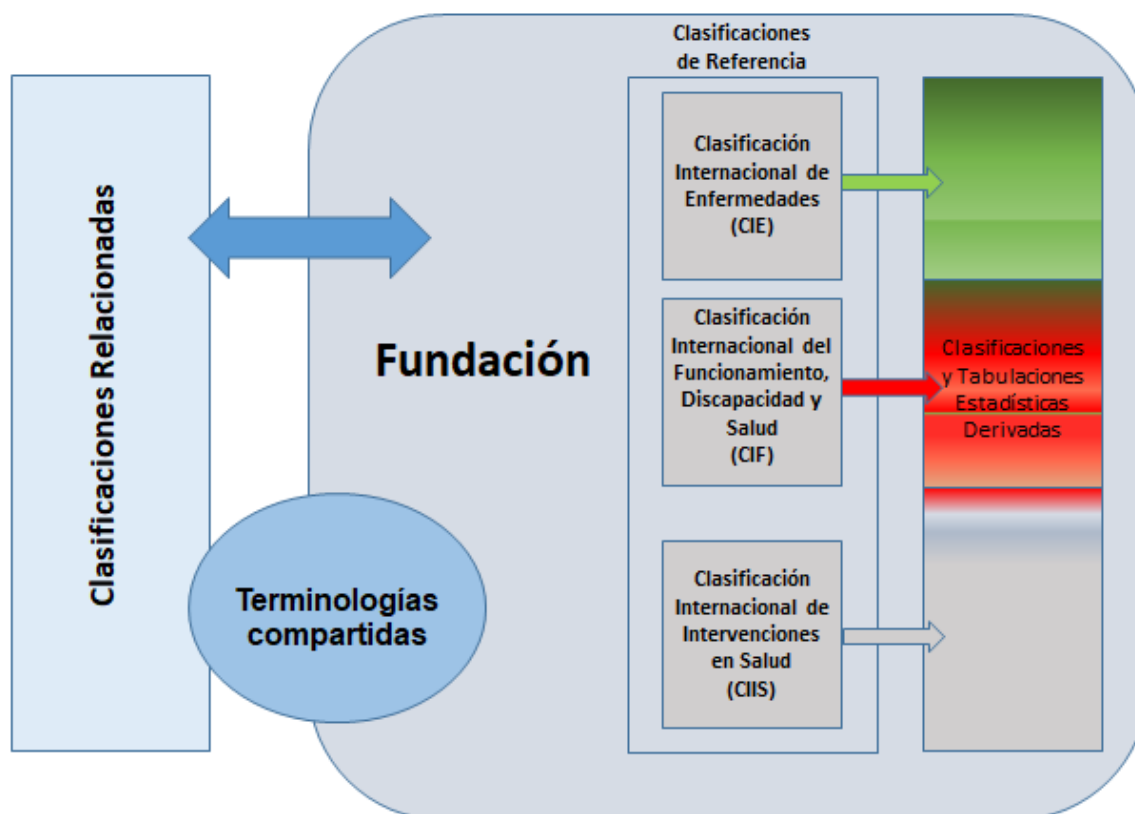 Clasificaciones Relacionadas
Fundación
Terminologías
compartidas
Clasificaciones
de Referencia
Clasificación
Internacional de
Enfermedades
(CIE)
Clasificación
Internacional del
Funcionamiento,
Discapacidad y
Salud
(CIF)
Clasificación
Internacional de
Intervenciones
en Salud
(CIIS)
Clasificaciones
y Tabulaciones
Estadísticas
Derivadas